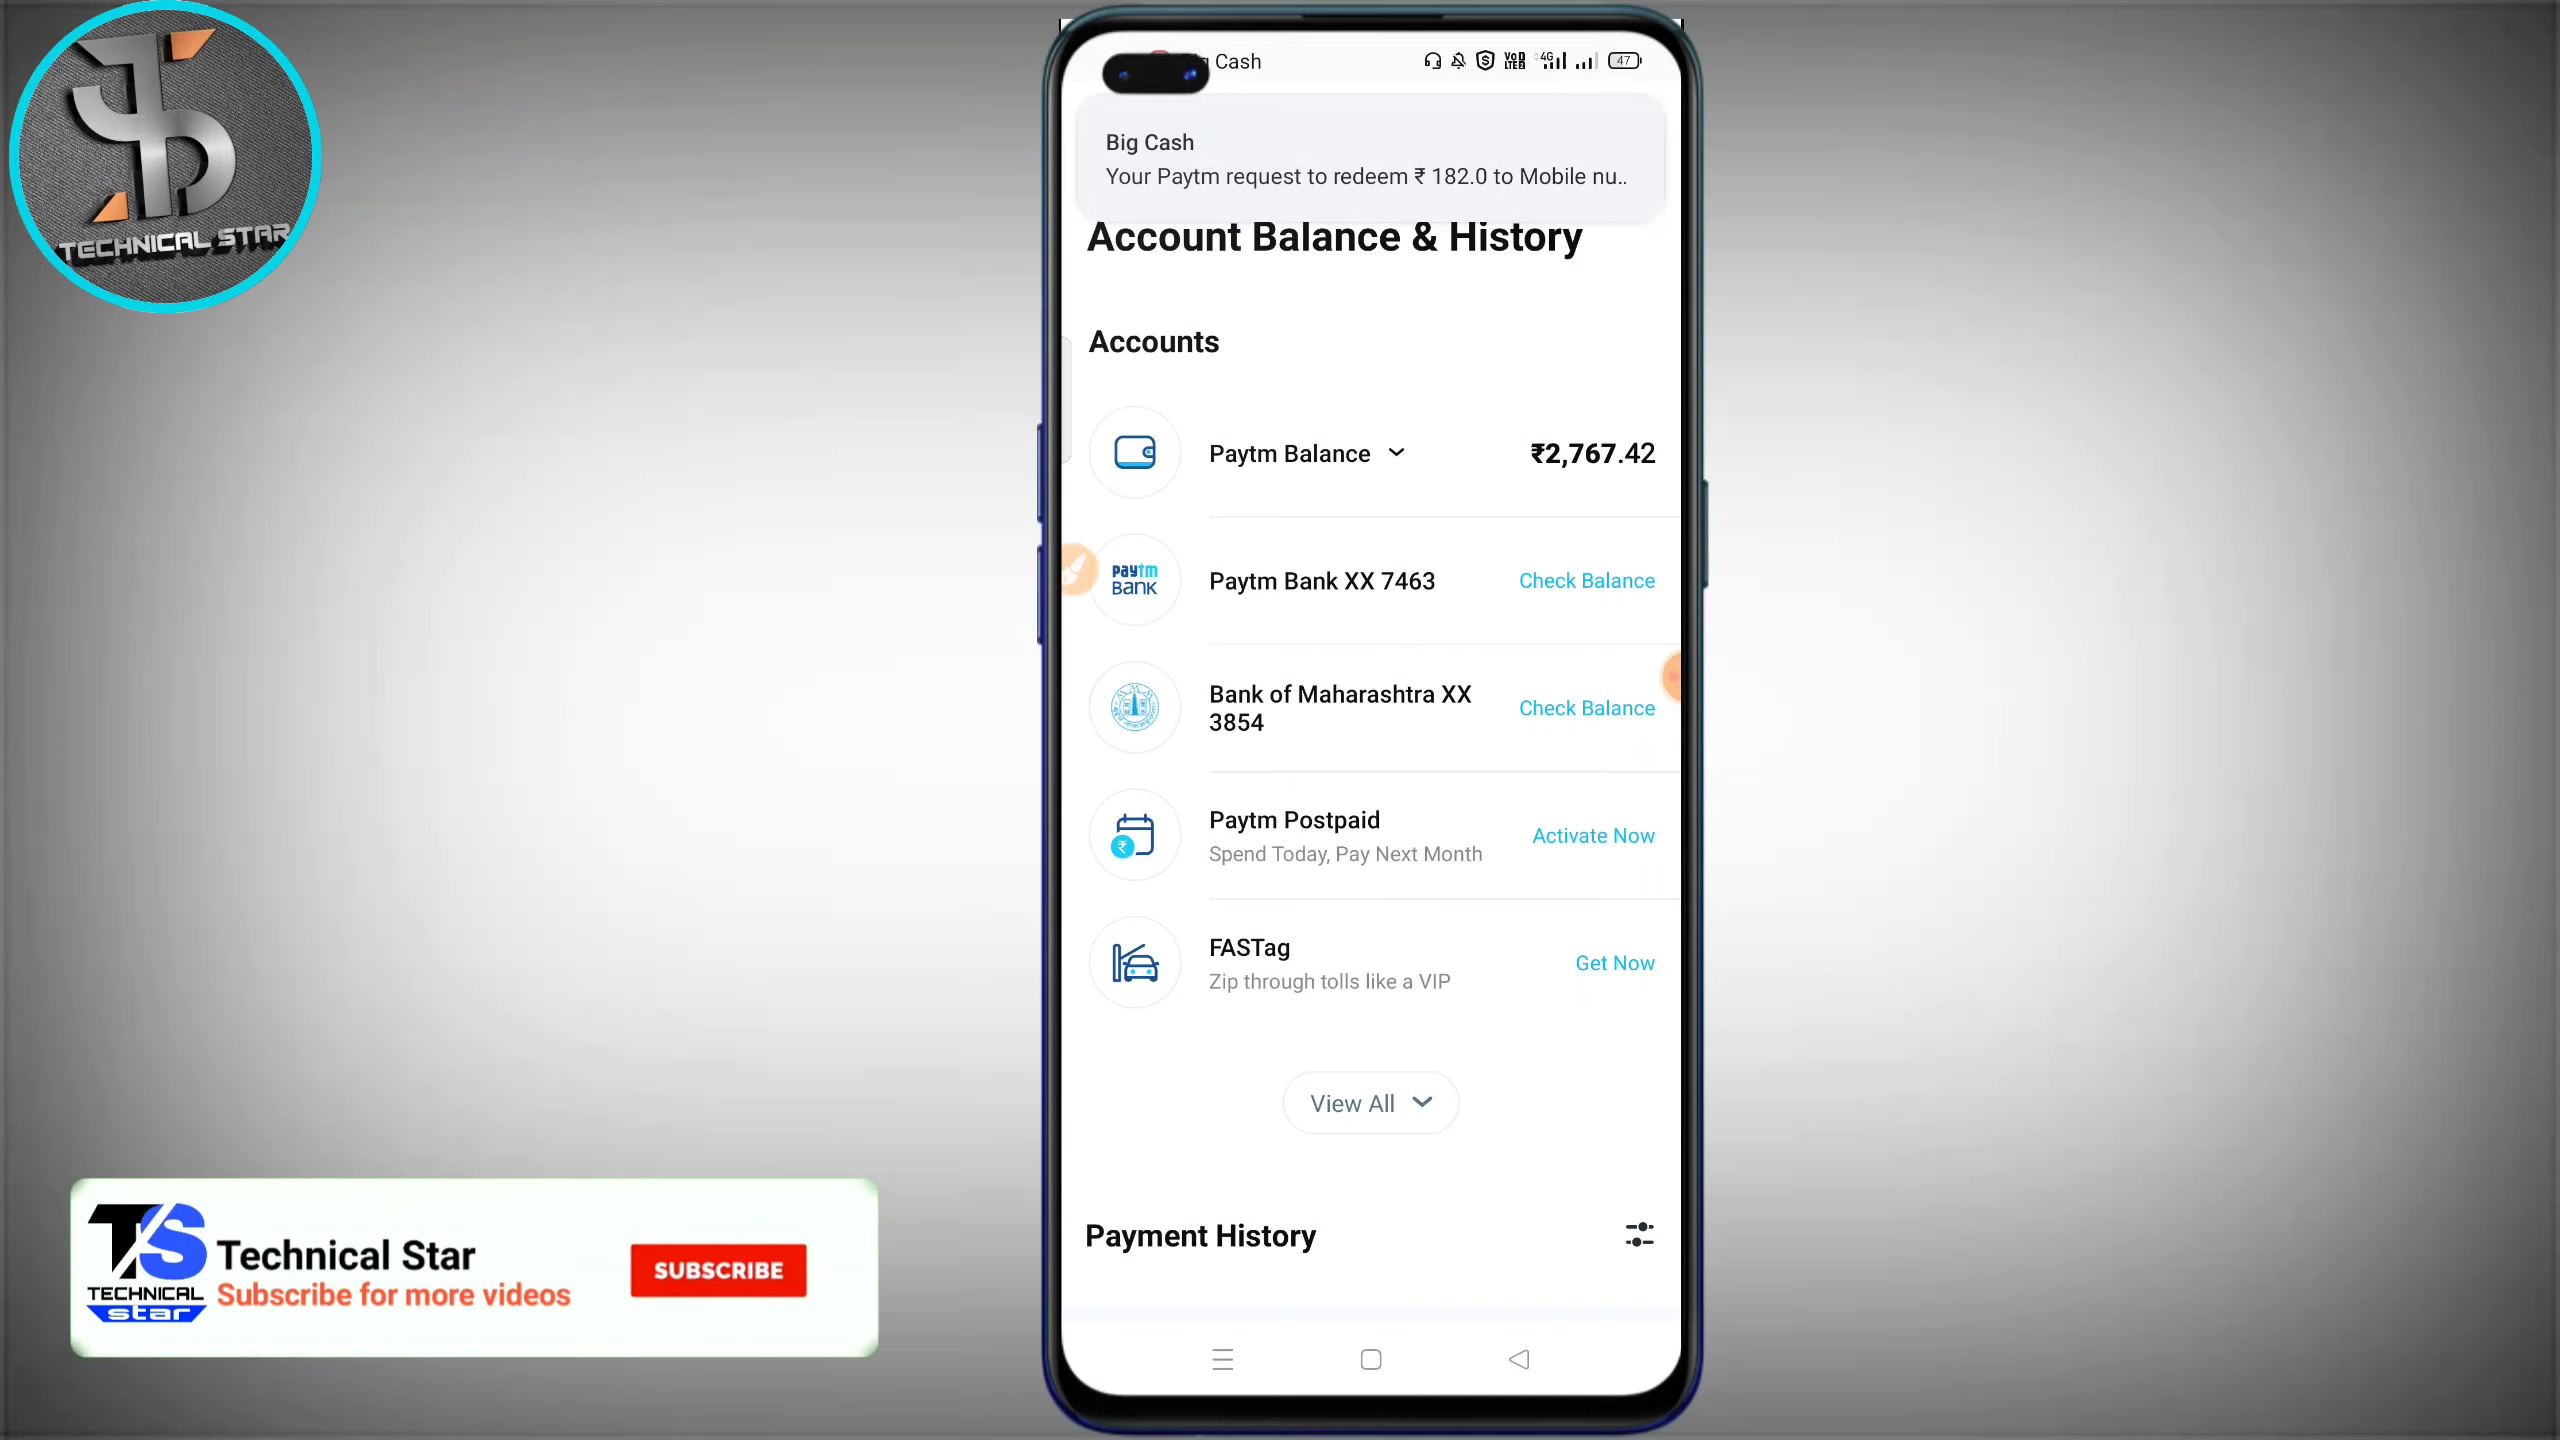 TECHNICAL STAR
Cash
4G
47
Big Cash
Your Paytm request to redeem ₹ 182.0 to Mobile nu..
Account Balance & History
Accounts
Paytm Balance
₹2,767.42
paytm
BANK
Paytm Bank XX 7463
Check Balance
Bank of Maharashtra XX
3854
Check Balance
Paytm Postpaid
Spend Today, Pay Next Month
Activate Now
FASTag
Zip through tolls like a VIP
Get Now
View All
Payment History
TS
TECHNICAL
star
Technical Star
Subscribe for more videos
SUBSCRIBE